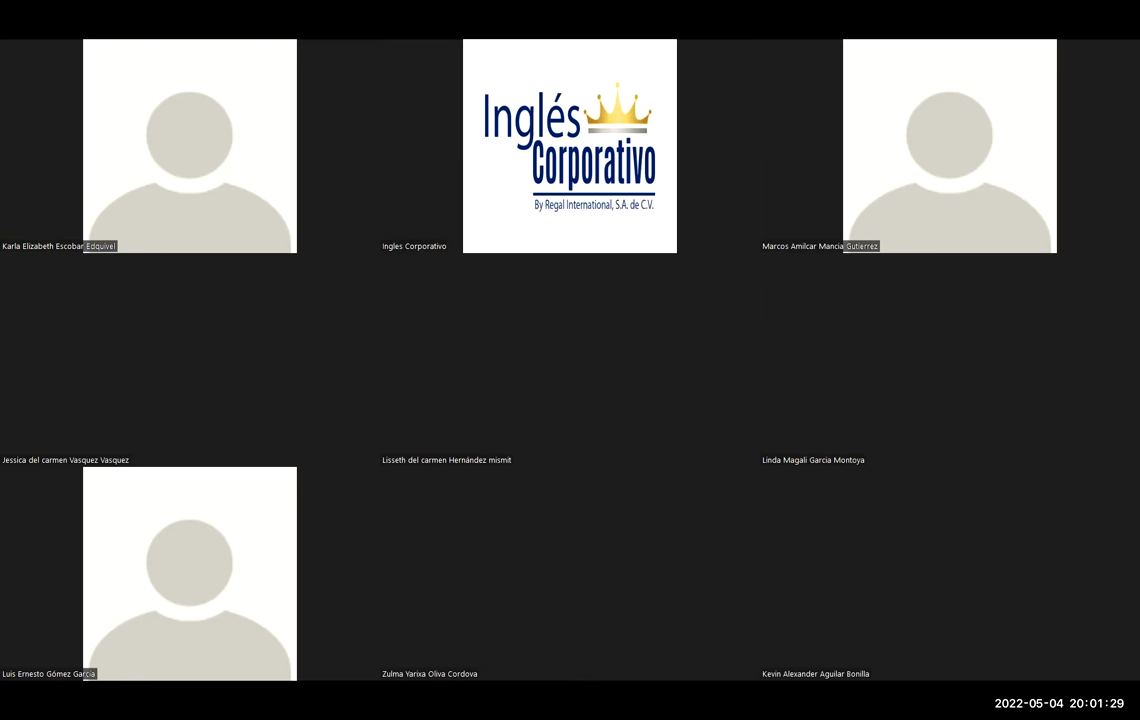 Inglés
Corporativo
By Regal International, S.A. de C.V.
Karla Elizabeth Escobar Edquivel
Ingles Corporativo
Marcos Amilcar Mancia Gutierrez
Jessica del carmen Vasquez Vasquez
Lisseth del carmen Hernández mismit
Linda Magali Garcia Montoya
Luis Ernesto Gómez García
Zulma Yarixa Oliva Cordova
Kevin Alexander Aguilar Bonilla
2022-05-04 20:01:29